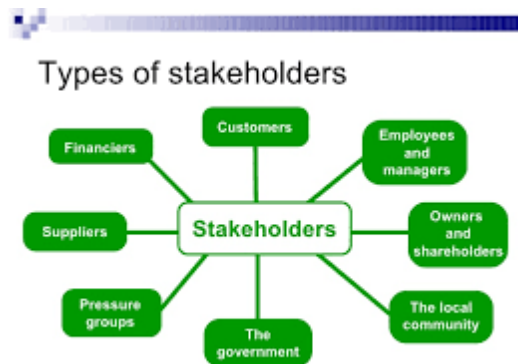 Types of stakeholders
Customers
Financiers
Employees
and
managers
Suppliers
Stakeholders
Owners
and
shareholders
Pressure
groups
The
government
The local
community